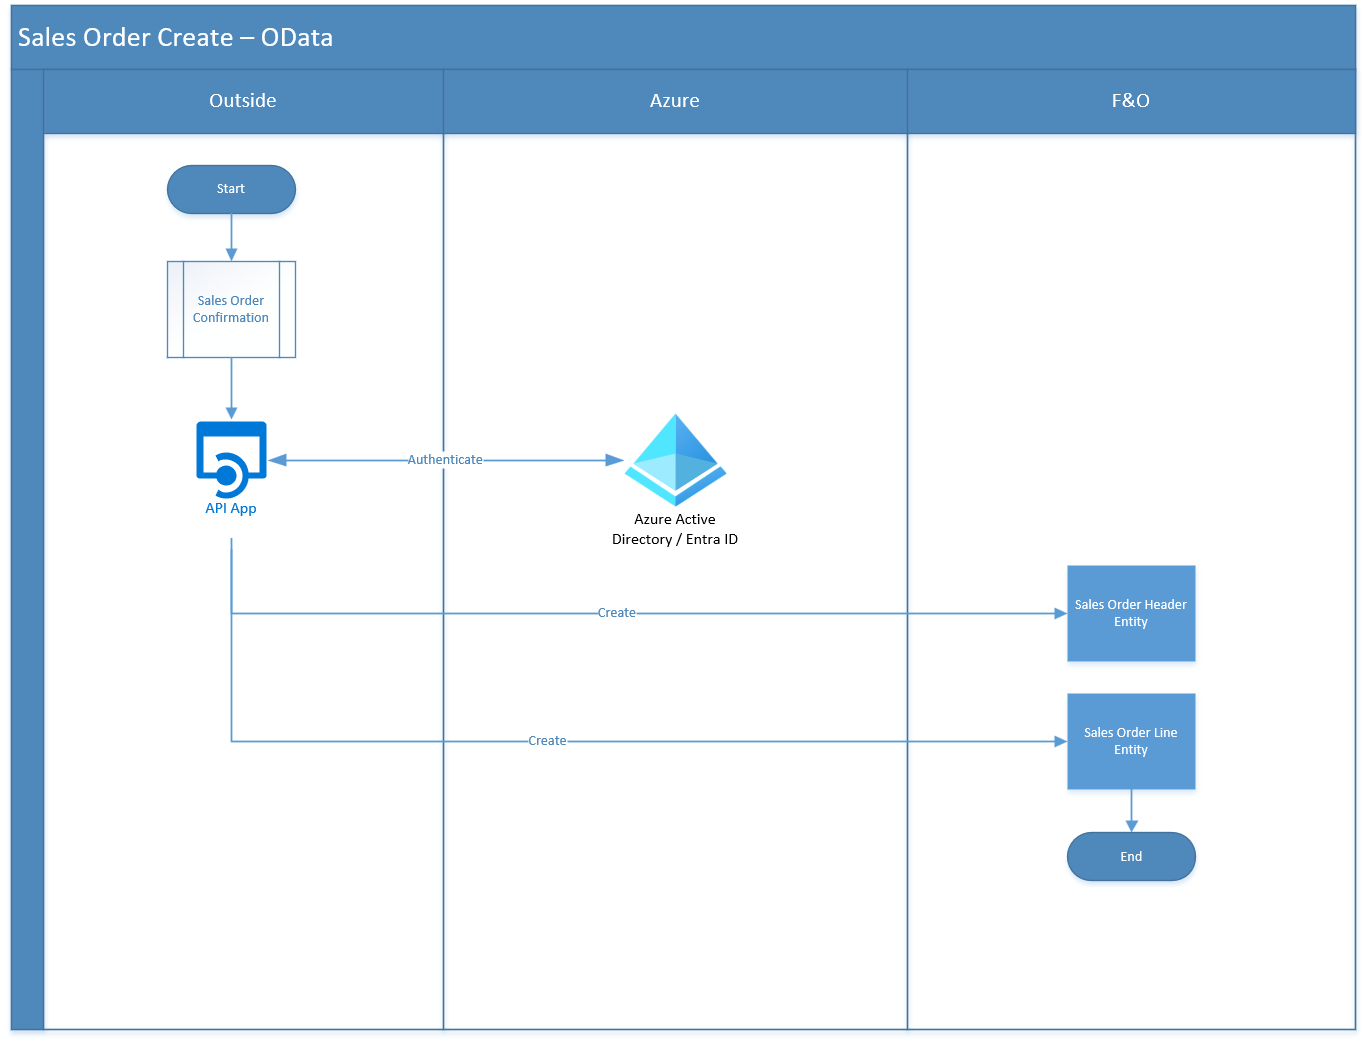 Sales Order Create – OData
Outside
Azure
F&O
Start
Sales Order
Confirmation
Authenticate
API App
Azure Active
Directory / Entra ID
Create
Sales Order Header
Entity
Create
Sales Order Line
Entity
End